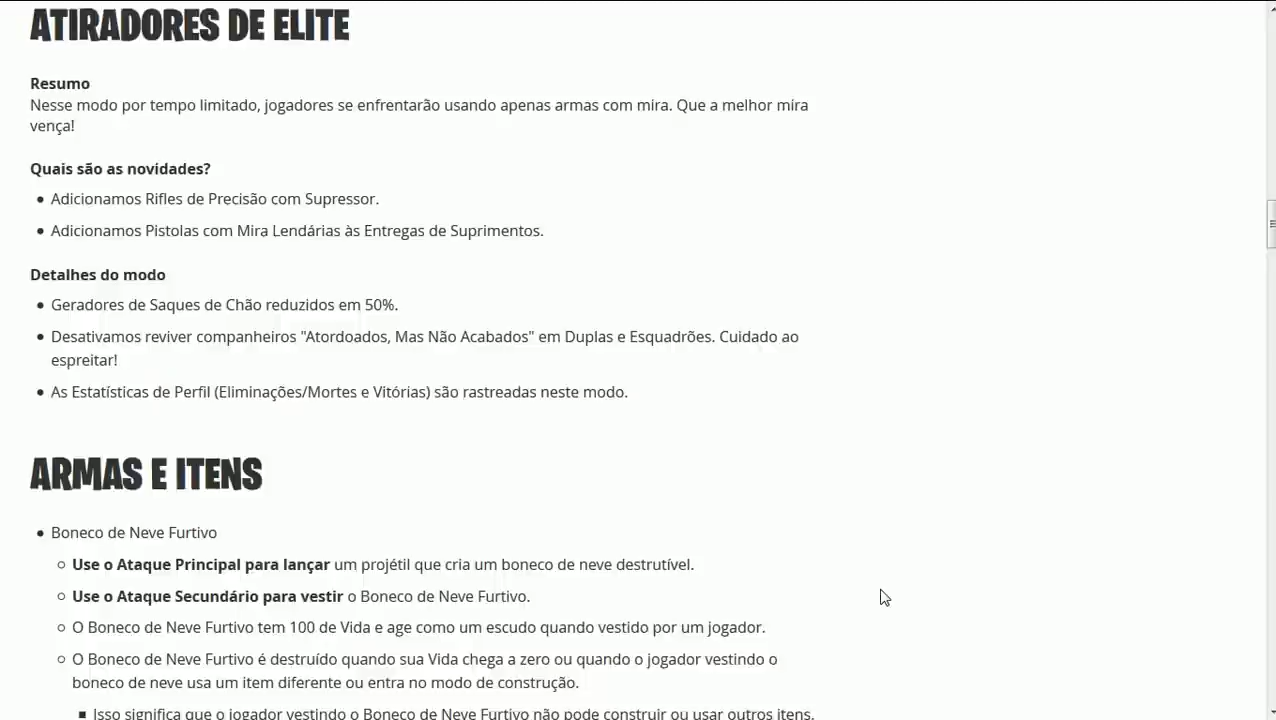 ATIRADORES DE ELITE
Resumo
Nesse modo por tempo limitado, jogadores se enfrentarão usando apenas armas com mira. Que a melhor mira
vença!
Quais são as novidades?
• Adicionamos Rifles de Precisão com Supressor.
• Adicionamos Pistolas com Mira Lendárias às Entregas de Suprimentos.
Detalhes do modo
• Geradores de Saques de Chão reduzidos em 50%.
• Desativamos reviver companheiros "Atordoados, Mas Não Acabados" em Duplas e Esquadrões. Cuidado ao
espreitar!
• As Estatísticas de Perfil (Eliminações/Mortes e Vitórias) são rastreadas neste modo.
ARMAS E ITENS
• Boneco de Neve Furtivo
○ Use o Ataque Principal para lançar um projétil que cria um boneco de neve destrutível.
○ Use o Ataque Secundário para vestir o Boneco de Neve Furtivo.
○ O Boneco de Neve Furtivo tem 100 de Vida e age como um escudo quando vestido por um jogador.
○ O Boneco de Neve Furtivo é destruído quando sua Vida chega a zero ou quando o jogador vestindo o
boneco de neve usa um item diferente ou entra no modo de construção.
▪ Isso significa que o jogador vestindo o Boneco de Neve Furtivo não pode construir ou usar outros itens.